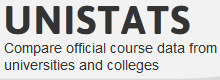 UNISTATS
Compare official course data from
universities and colleges